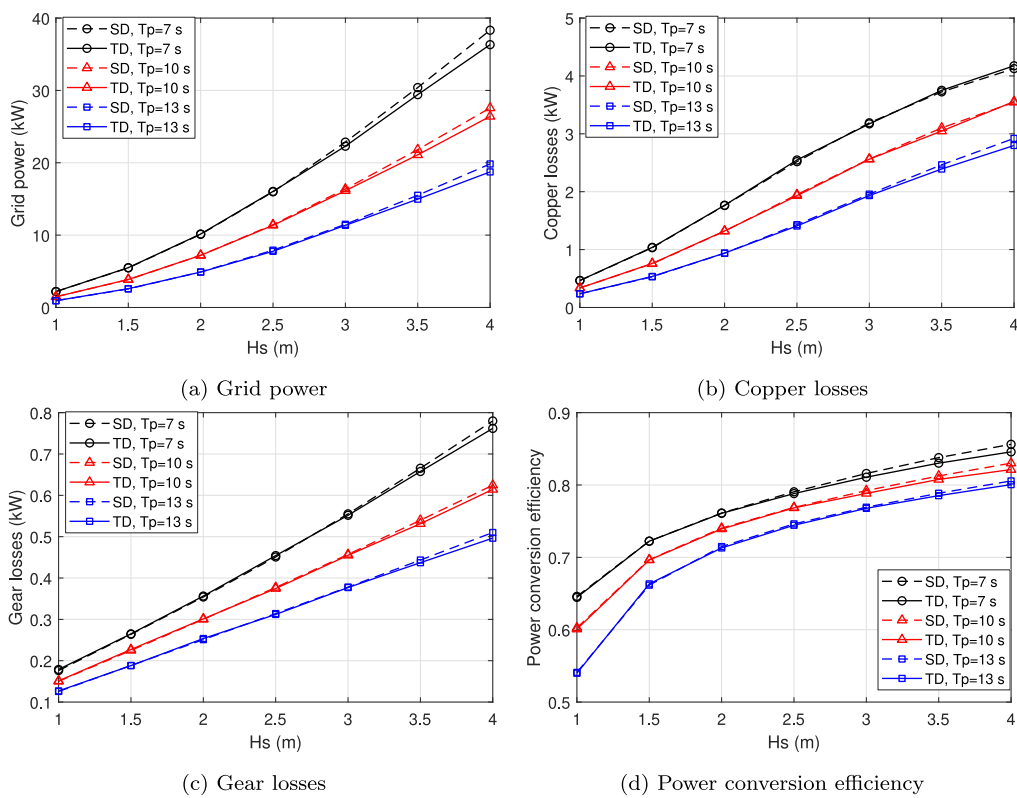 40
30
20
10
0
Grid power (kW)
SD, Tp=7 s
TD, Tp=7 s
SD, Tp=10 s
TD, Tp=10 s
SD, Tp=13 s
TD, Tp=13 s
1 1.5 2 2.5 3 3.5 4
Hs (m)
(a) Grid power
5
4
3
2
1
0
Copper losses (kW)
SD, Tp=7 s
TD, Tp=7 s
SD, Tp=10 s
TD, Tp=10 s
SD, Tp=13 s
TD, Tp=13 s
1 1.5 2 2.5 3 3.5 4
Hs (m)
(b) Copper losses
0.8
0.7
0.6
0.5
0.4
0.3
0.2
0.1
Gear losses (kW)
SD, Tp=7 s
TD, Tp=7 s
SD, Tp=10 s
TD, Tp=10 s
SD, Tp=13 s
TD, Tp=13 s
1 1.5 2 2.5 3 3.5 4
Hs (m)
(c) Gear losses
0.9
0.8
0.7
0.6
0.5
Power conversion efficiency
SD, Tp=7 s
TD, Tp=7 s
SD, Tp=10 s
TD, Tp=10 s
SD, Tp=13 s
TD, Tp=13 s
1 1.5 2 2.5 3 3.5 4
Hs (m)
(d) Power conversion efficiency